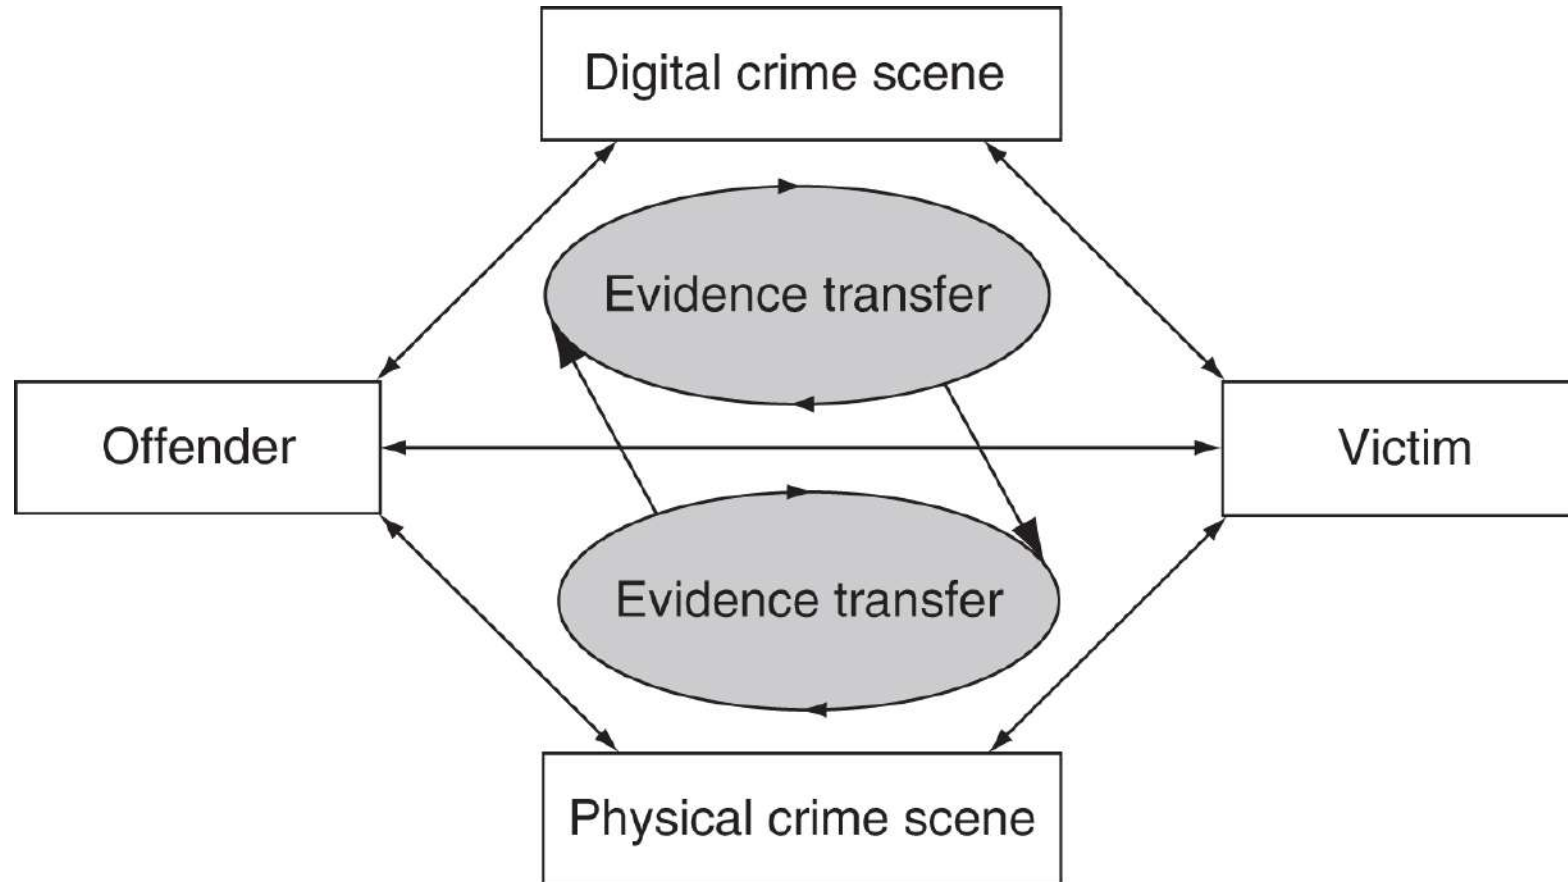 Digital crime scene
Evidence transfer
Offender
Victim
Evidence transfer
Physical crime scene